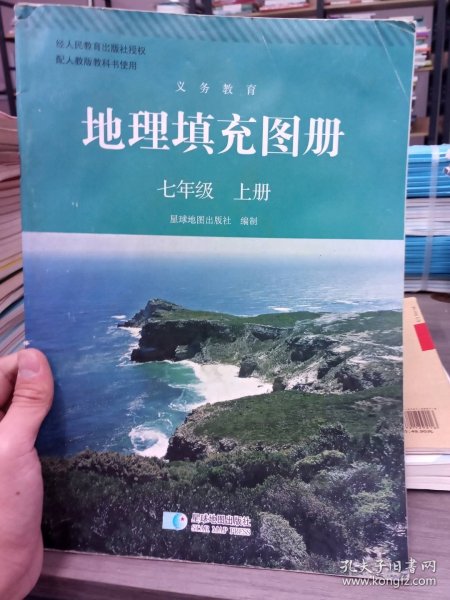 经人民教育出版社授权
配人教版教科书使用
义务教育
地理填充图册
七年级 上册
星球地图出版社 编制
星球地图出版社
STAR MAP PRESS
孔夫子旧书网
www.kongfz.com